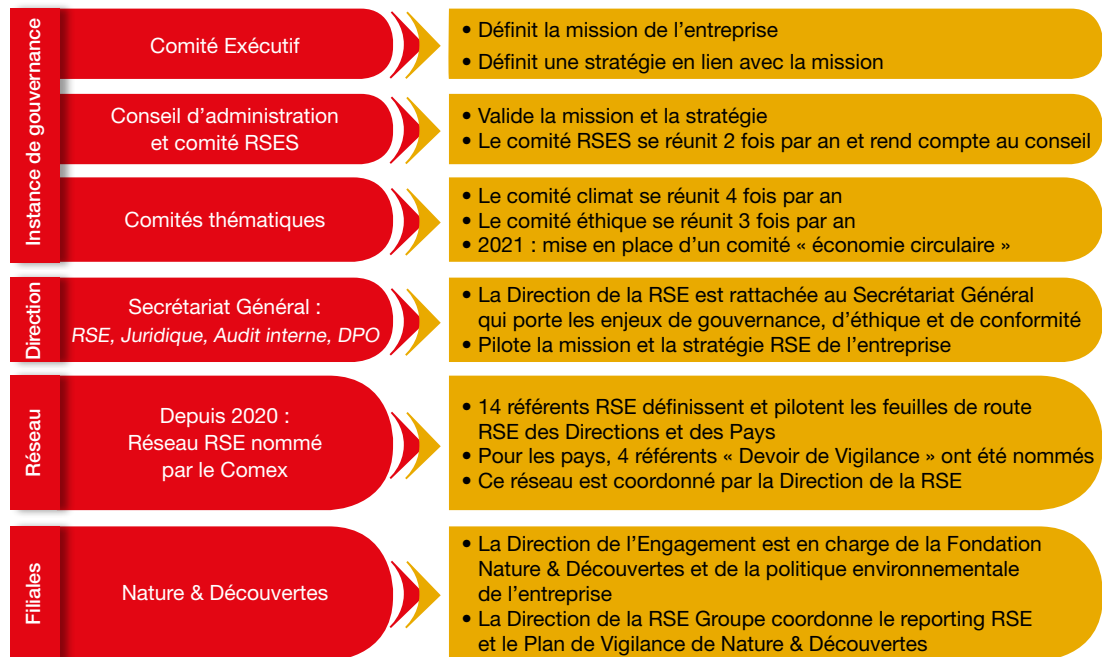 Instance de gouvernance
Comité Exécutif
• Définit la mission de l'entreprise
• Définit une stratégie en lien avec la mission
Conseil d'administration
et comité RSES
• Valide la mission et la stratégie
• Le comité RSES se réunit 2 fois par an et rend compte au conseil
Comités thématiques
• Le comité climat se réunit 4 fois par an
• Le comité éthique se réunit 3 fois par an
• 2021 : mise en place d'un comité « économie circulaire »
Direction
Secrétariat Général :
RSE, Juridique, Audit interne, DPO
• La Direction de la RSE est rattachée au Secrétariat Général
qui porte les enjeux de gouvernance, d'éthique et de conformité
• Pilote la mission et la stratégie RSE de l'entreprise
Réseau
Depuis 2020 :
Réseau RSE nommé
par le Comex
• 14 référents RSE définissent et pilotent les feuilles de route
RSE des Directions et des Pays
• Pour les pays, 4 référents « Devoir de Vigilance » ont été nommés
• Ce réseau est coordonné par la Direction de la RSE
Filiales
Nature & Découvertes
• La Direction de l'Engagement est en charge de la Fondation
Nature & Découvertes et de la politique environnementale
de l'entreprise
• La Direction de la RSE Groupe coordonne le reporting RSE
et le Plan de Vigilance de Nature & Découvertes